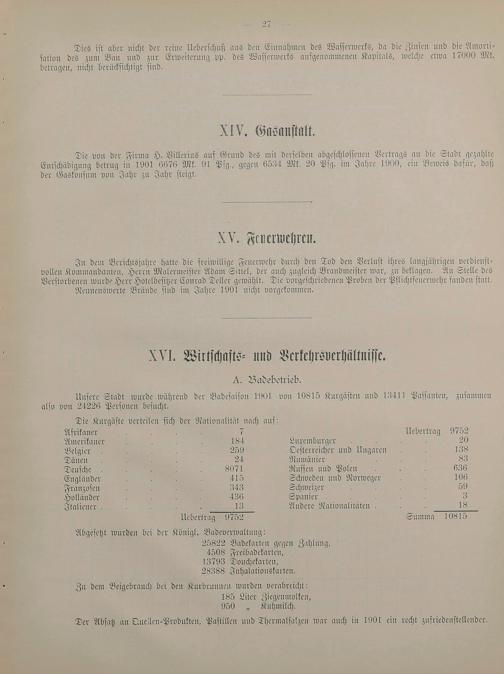 27
Dies ist aber nicht der reine Ueberschuß aus den Einnahmen des Wasserwerks, da die Zinsen und die Amorti-
sation des zum Bau und zur Erweiterung pp. des Wasserwerks aufgenommenen Kapitals, welche etwa 17000 Mk.
betragen, nicht berücksichtigt sind.
XIV. Gasanstalt.
Die von der Firma H. Billerius auf Grund des mit derselben abgeschlossenen Vertrags an die Stadt gezahlte
Entschädigung betrug in 1901 6676 Mk. 91 Pfg., gegen 6534 Mk. 20 Pfg. im Jahre 1900, ein Beweis dafür, daß
der Gaskonsum von Jahr zu Jahr steigt.
XV. Feuerwehren.
In dem Berichtsjahre hatte die freiwillige Feuerwehr durch den Tod den Verlust ihres langjährigen verdienst-
vollen Kommandanten, Herrn Malermeister Adam Sittel, der auch zugleich Brandmeister war, zu beklagen. An Stelle des
Verstorbenen wurde Herr Hotelbesitzer Conrad Deller gewählt. Die vorgeschriebenen Proben der Pflichtfeuerwehr fanden statt.
Nennenswerte Brände sind im Jahre 1901 nicht vorgekommen.
XVI. Wirtschafts- und Verkehrsverhältnisse.
A. Badebetrieb.
Unsere Stadt wurde während der Badesaison 1901 von 10815 Kurgästen und 13411 Passanten, zusammen
also von 24226 Personen besucht.
Die Kurgäste verteilen sich der Nationalität nach auf:
Afrikaner . . . . 7
Amerikaner . . . . 184
Belgier . . . . 259
Dänen . . . . 24
Deutsche . . . . 8071
Engländer . . . . 415
Franzosen . . . . 343
Holländer . . . . 436
Italiener . . . . 13
Uebertrag 9752
Uebertrag 9752
Luxemburger . . . 20
Oesterreicher und Ungaren . . 138
Rumänier . . . 83
Russen und Polen . . . 636
Schweden und Norweger . . 106
Schweizer . . . 59
Spanier . . . 3
Andere Nationalitäten . . . 18
Summa 10815
Abgesetzt wurden bei der Königl. Badeverwaltung:
25822 Badekarten gegen Zahlung,
4508 Freibadekarten,
13793 Douchekarten,
28388 Inhalationskarten.
Zu dem Beigebrauch bei den Kurbrunnen wurden verabreicht:
185 Liter Ziegenmolken,
950 „ Kuhmilch.
Der Absatz an Quellen-Produkten, Pastillen und Thermalsalzen war auch in 1901 ein recht zufriedenstellender.